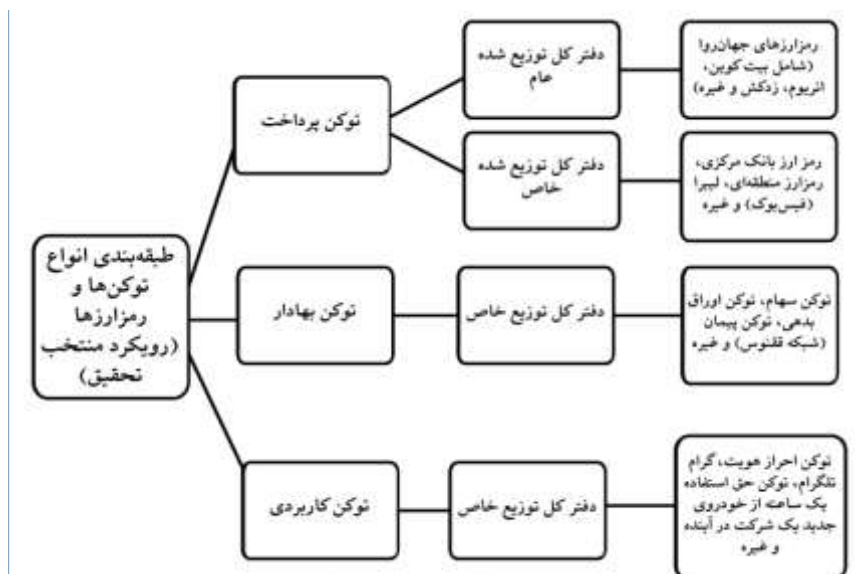 طبقه‌بندی انواع
توکن‌ها و
رمزارزها
(رویکرد منتخب
تحقیق)
توکن پرداخت
دفتر کل توزیع شده
عام
رمزارزهای جهان‌روا
(شامل بیت‌کوین،
اتریوم، زدکش و غیره)
دفتر کل توزیع شده
خاص
رمز ارز بانک مرکزی،
رمزارز منطقه‌ای، لیبرا
(فیس‌بوک) و غیره
توکن بهادار
دفتر کل توزیع خاص
توکن سهام، توکن اوراق
بدهی، توکن پیمان
(شبکه ققنوس) و غیره
توکن کاربردی
دفتر کل توزیع خاص
توکن احراز هویت، گرام
تلگرام، توکن حق استفاده
یک ساعته از خودروی
جدید یک شرکت در آینده
و غیره